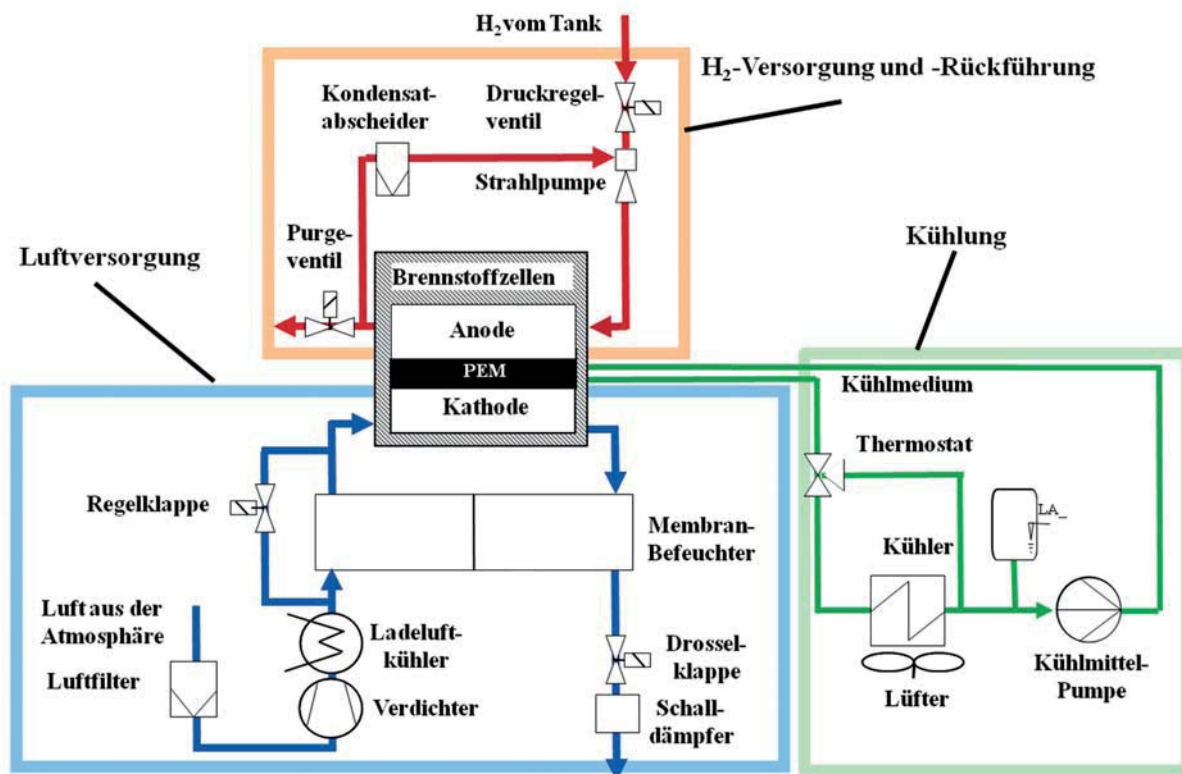 H₂vom Tank
H₂-Versorgung und -Rückführung
Kondensat-
abscheider
Druckregel-
ventil
Strahlpumpe
Purge-
ventil
Luftversorgung
Kühlung
Brennstoffzellen
Anode
PEM
Kathode
Kühlmedium
Thermostat
Regelklappe
Membran-
Befeuchter
LA_
Kühler
Luft aus der
Atmosphäre
Ladeluft-
kühler
Drossel-
klappe
Luftfilter
Verdichter
Lüfter
Kühlmittel-
Pumpe
Schall-
dämpfer